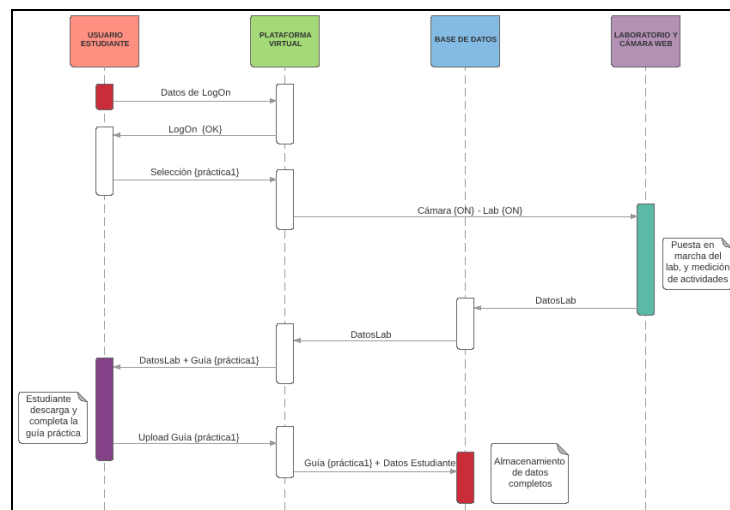 USUARIO
ESTUDIANTE
PLATAFORMA
VIRTUAL
BASE DE DATOS
LABORATORIO Y
CÁMARA WEB
Datos de LogOn
LogOn {OK}
Selecciòn {práctica1}
Cámara {ON} - Lab {ON}
Puesta en
marcha del
lab, y medición
de actividades
DatosLab
DatosLab
DatosLab + Guía {práctica1}
Estudiante
descarga y
completa la
guía práctica
Upload Guía {práctica1}
Guía {práctica1} + Datos Estudiante
Almacenamiento
de datos
completos